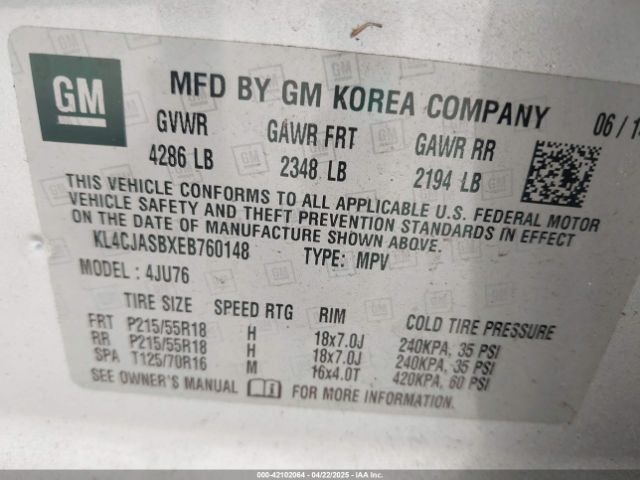 GM
MFD BY GM KOREA COMPANY
GVWR GAWR FRT GAWR RR
4286 LB 2348 LB 2194 LB
THIS VEHICLE CONFORMS TO ALL APPLICABLE U.S. FEDERAL MOTOR
VEHICLE SAFETY AND THEFT PREVENTION STANDARDS IN EFFECT
ON THE DATE OF MANUFACTURE SHOWN ABOVE.
KL4CJASBXEB760148 TYPE: MPV
MODEL: 4JU76
TIRE SIZE SPEED RTG RIM COLD TIRE PRESSURE
FRT P215/55R18 H 18x7.0J 240KPA, 35 PSI
RR P215/55R18 H 18x7.0J 240KPA, 35 PSI
SPA T125/70R16 M 16x4.0T 420KPA, 60 PSI
SEE OWNER'S MANUAL FOR MORE INFORMATION.
000-42102064 - 04/22/2025 - IAA Inc.